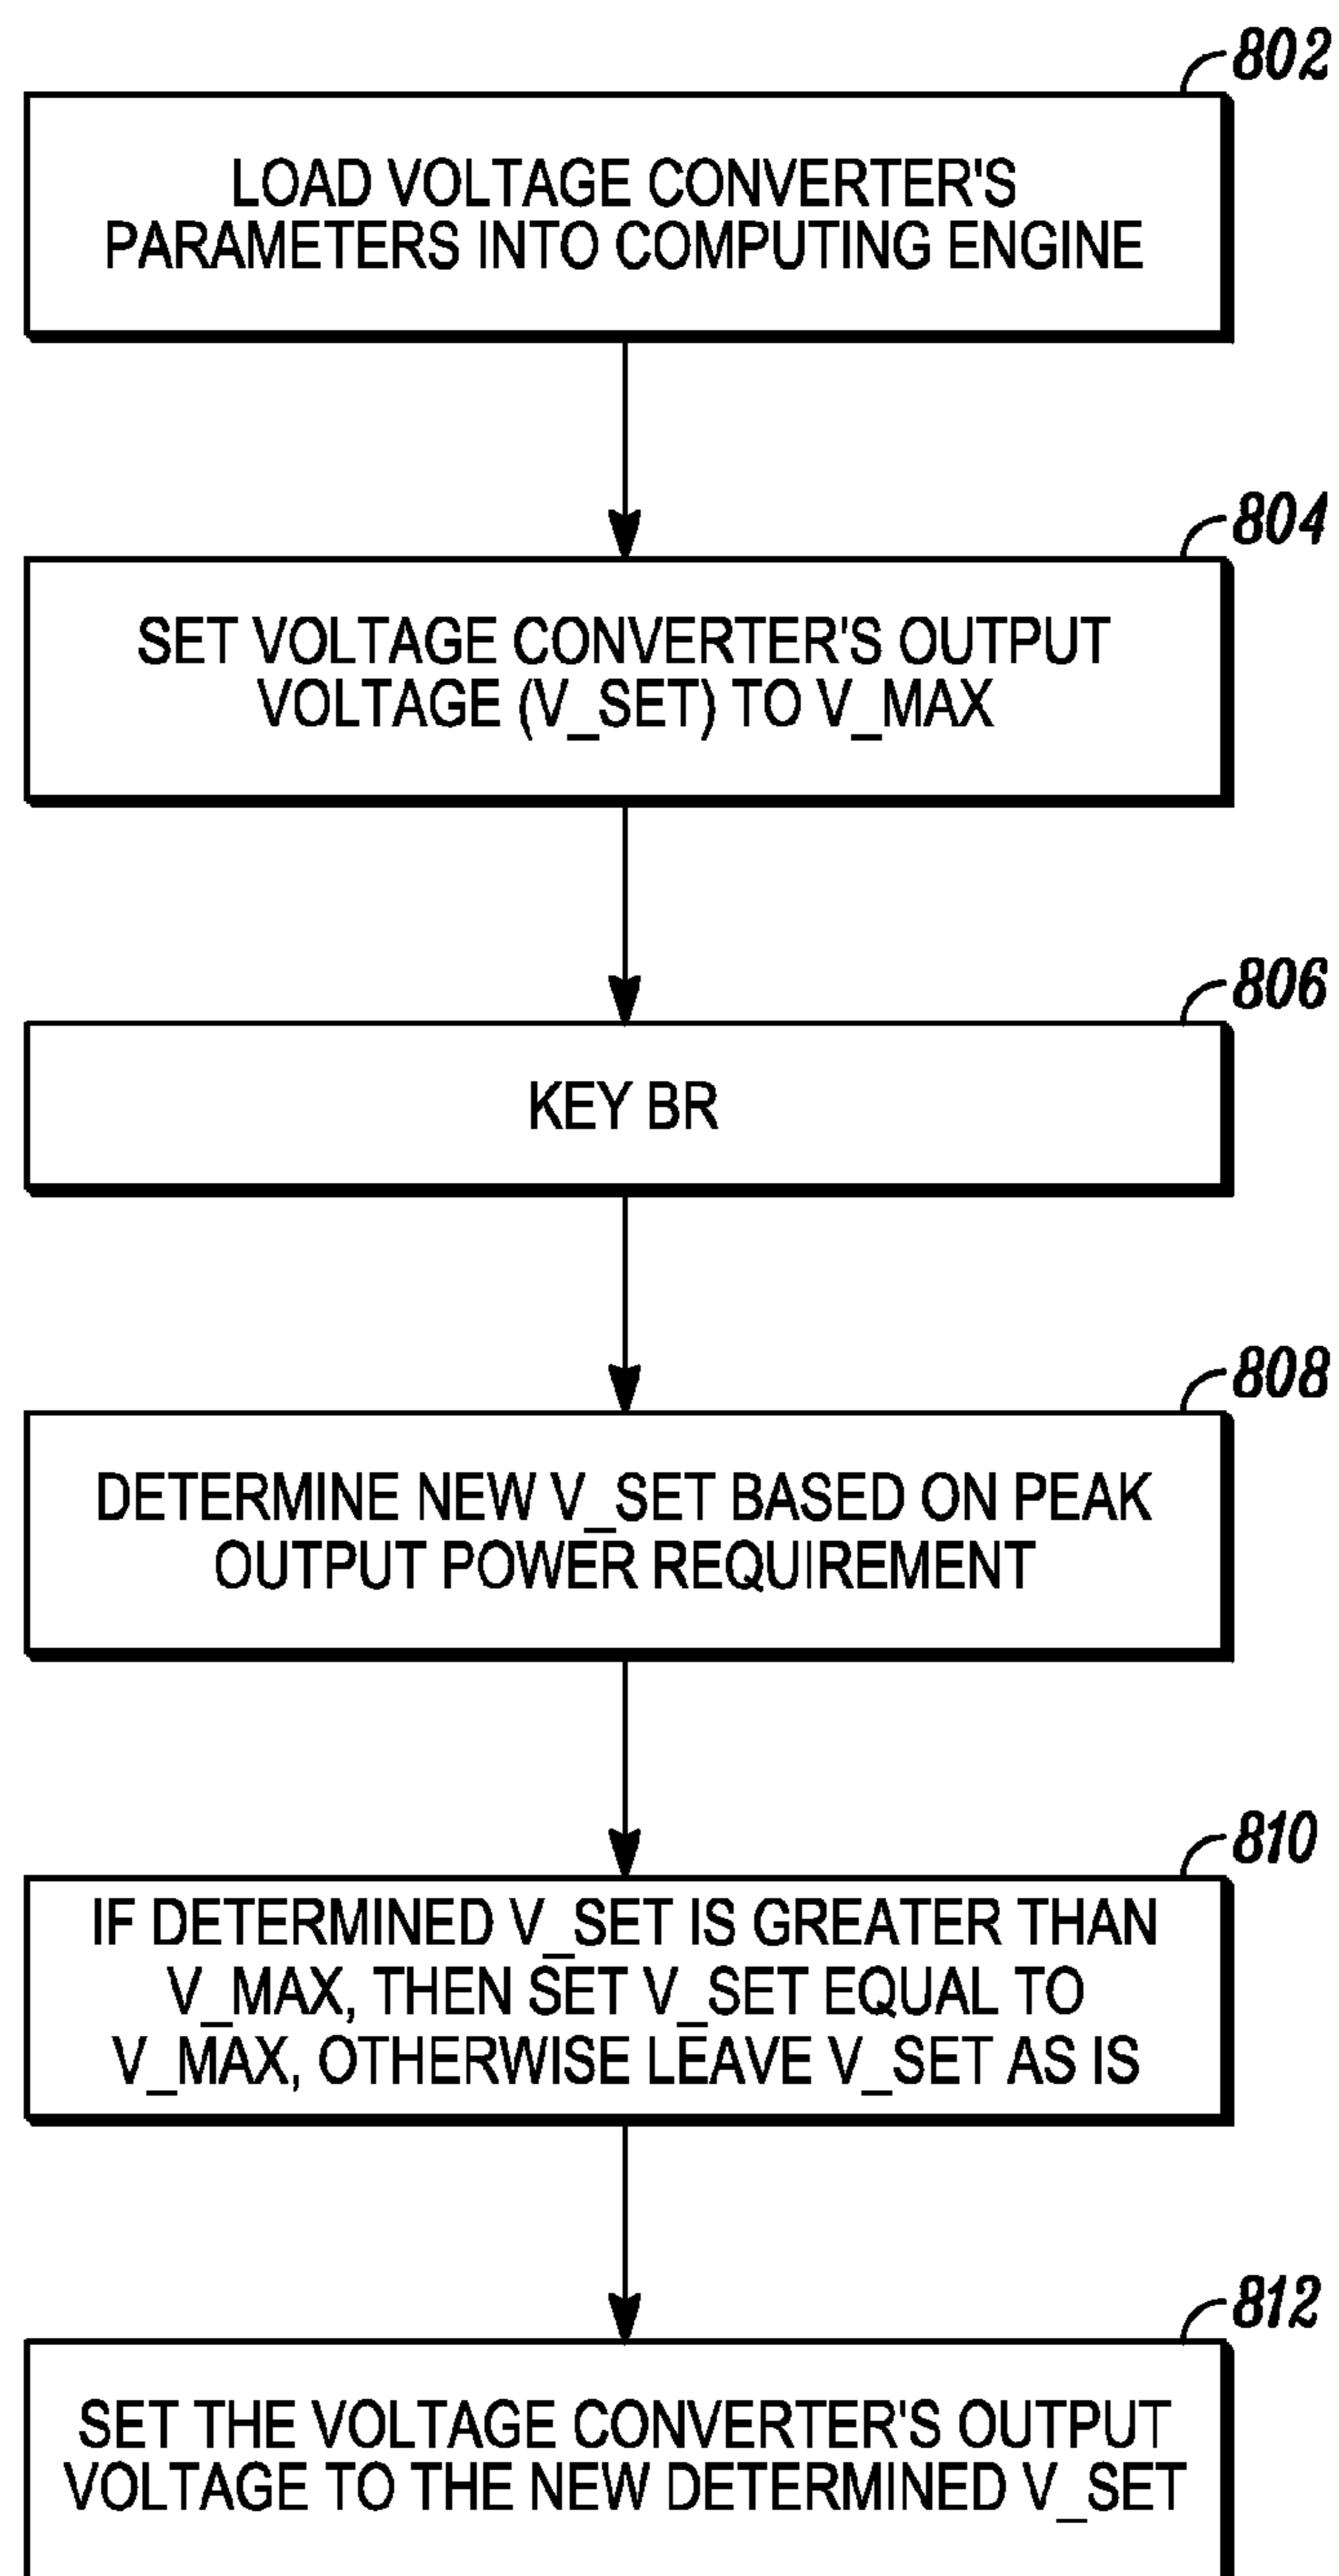 802
LOAD VOLTAGE CONVERTER'S
PARAMETERS INTO COMPUTING ENGINE
804
SET VOLTAGE CONVERTER'S OUTPUT
VOLTAGE (V_SET) TO V_MAX
806
KEY BR
808
DETERMINE NEW V_SET BASED ON PEAK
OUTPUT POWER REQUIREMENT
810
IF DETERMINED V_SET IS GREATER THAN
V_MAX, THEN SET V_SET EQUAL TO
V_MAX, OTHERWISE LEAVE V_SET AS IS
812
SET THE VOLTAGE CONVERTER'S OUTPUT
VOLTAGE TO THE NEW DETERMINED V_SET